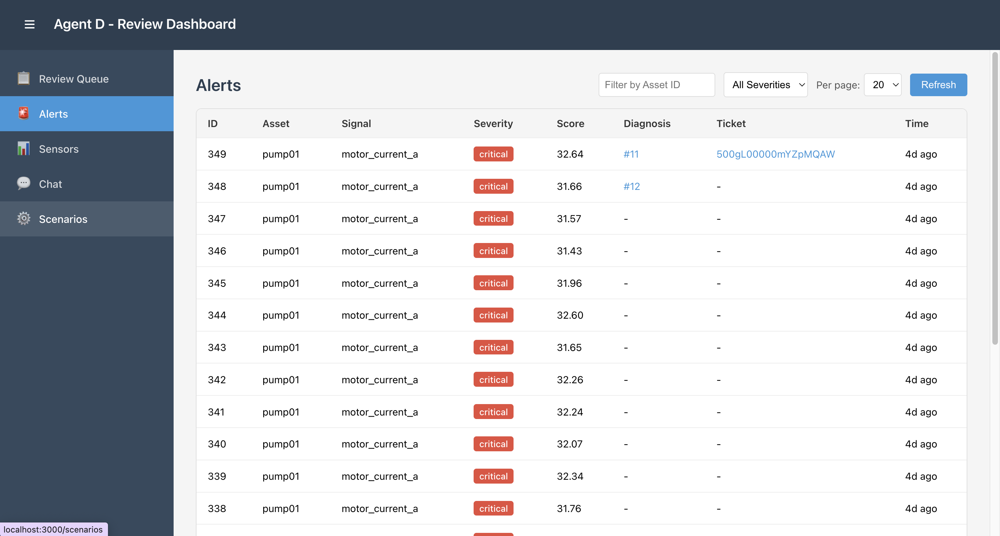 Agent D - Review Dashboard
Review Queue
Alerts
Sensors
Chat
Scenarios
Alerts
Filter by Asset ID All Severities Per page: 20 Refresh
ID Asset Signal Severity Score Diagnosis Ticket Time
349 pump01 motor_current_a critical 32.64 #11 500gL00000mYZpMQAW 4d ago
348 pump01 motor_current_a critical 31.66 #12 - 4d ago
347 pump01 motor_current_a critical 31.57 - - 4d ago
346 pump01 motor_current_a critical 31.43 - - 4d ago
345 pump01 motor_current_a critical 31.96 - - 4d ago
344 pump01 motor_current_a critical 32.60 - - 4d ago
343 pump01 motor_current_a critical 31.65 - - 4d ago
342 pump01 motor_current_a critical 32.26 - - 4d ago
341 pump01 motor_current_a critical 32.24 - - 4d ago
340 pump01 motor_current_a critical 32.07 - - 4d ago
339 pump01 motor_current_a critical 32.34 - - 4d ago
338 pump01 motor_current_a critical 31.76 - - 4d ago
localhost:3000/scenarios